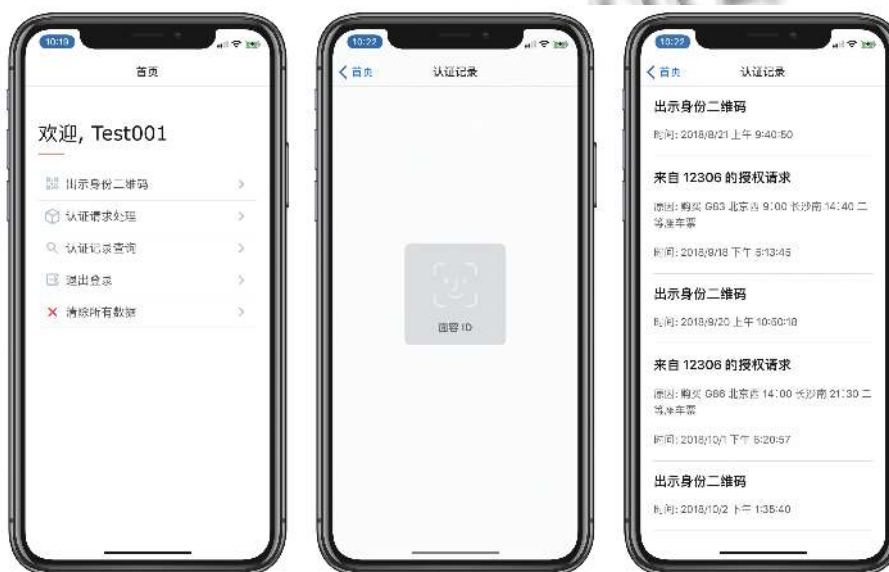 10:19
首页
欢迎, Test001
出示身份二维码
认证请求处理
认证记录查询
退出登录
清除所有数据
10:22
首页
认证记录
面容 ID
10:22
首页
认证记录
出示身份二维码
时间: 2018/8/21 上午 9:40:50
来自 12306 的授权请求
原因: 购买 G83 北京西 9:00 长沙南 14:40 二
等座车票
时间: 2018/9/18 下午 5:13:45
出示身份二维码
时间: 2018/9/20 上午 10:50:18
来自 12306 的授权请求
原因: 购买 G86 北京西 14:00 长沙南 21:30 二
等座车票
时间: 2018/10/1 下午 6:20:57
出示身份二维码
时间: 2018/10/2 下午 1:35:40